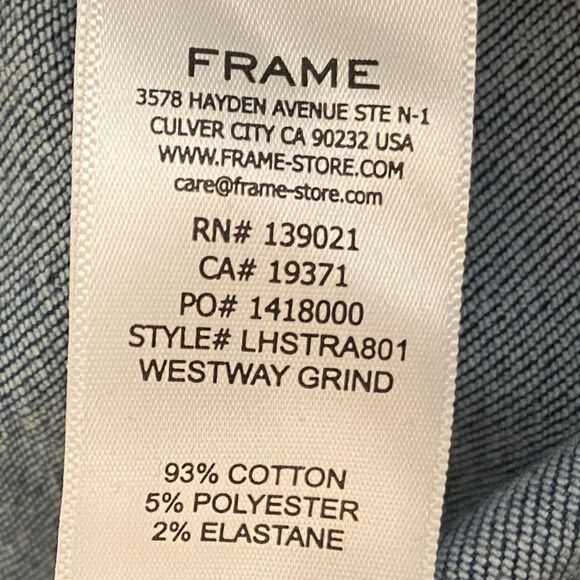 FRAME
3578 HAYDEN AVENUE STE N-1
CULVER CITY CA 90232 USA
WWW.FRAME-STORE.COM
care@frame-store.com
RN# 139021
CA# 19371
PO# 1418000
STYLE# LHSTRA801
WESTWAY GRIND
93% COTTON
5% POLYESTER
2% ELASTANE